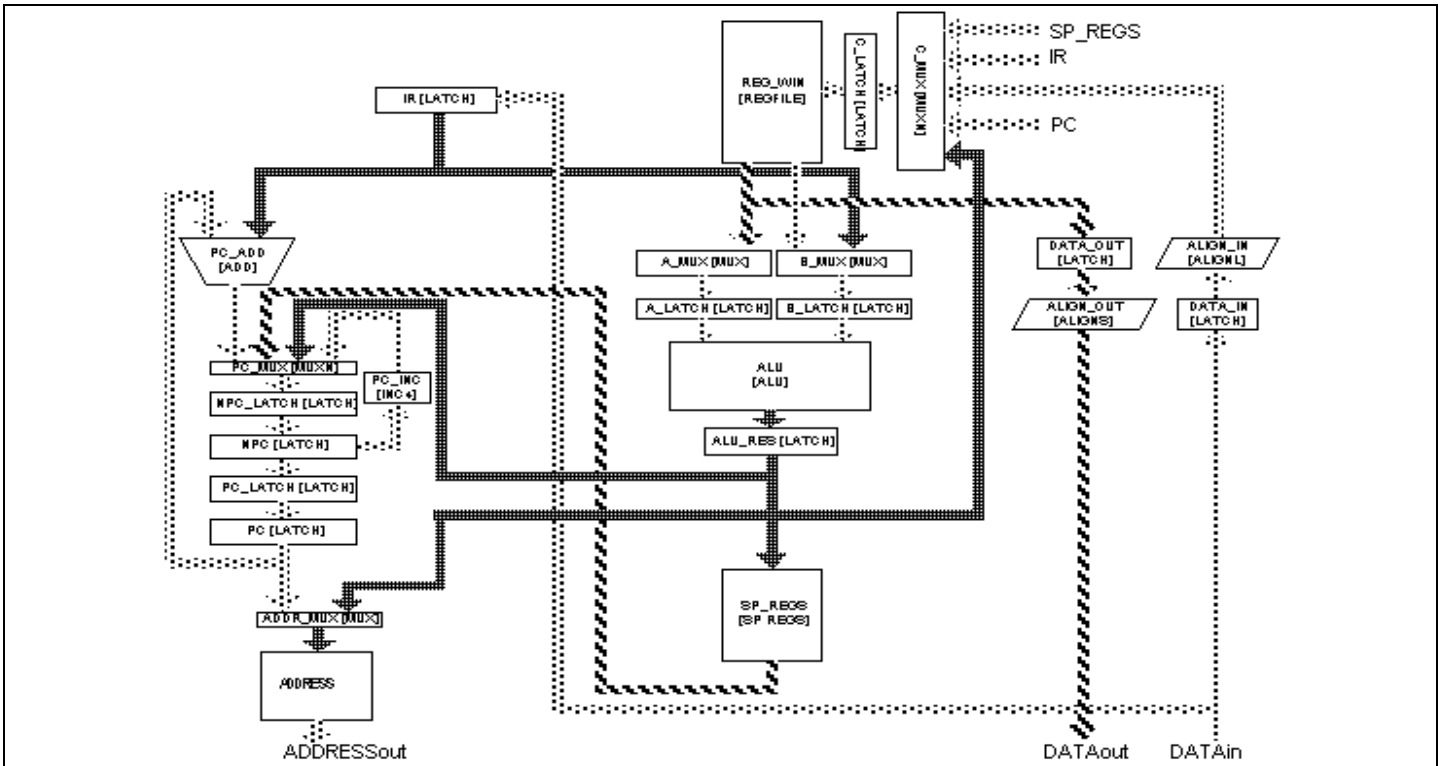 SP_REGS
IR
PC
C_MUX [MUXN]
C_LATCH [LATCH]
REG_WIN
[REGFILE]
IR [LATCH]
PC_ADD
[ADD]
A_MUX [MUX]
B_MUX [MUX]
DATA_OUT
[LATCH]
ALIGN_IN
[ALIGNL]
A_LATCH [LATCH]
B_LATCH [LATCH]
ALIGN_OUT
[ALIGNS]
DATA_IN
[LATCH]
PC_MUX [MUXN]
PC_INC
[INC4]
ALU
[ALU]
NPC_LATCH [LATCH]
NPC [LATCH]
ALU_RES [LATCH]
PC_LATCH [LATCH]
PC [LATCH]
SP_REGS
[SP REGS]
ADDR_MUX [MUX]
ADDRESS
ADDRESSout
DATAout
DATAin